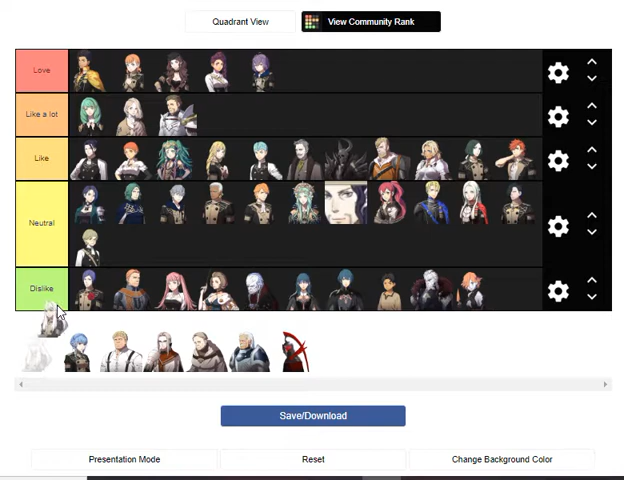 Quadrant View
View Community Rank
Love
Like a lot
Like
Neutral
Dislike
Save/Download
Presentation Mode
Reset
Change Background Color